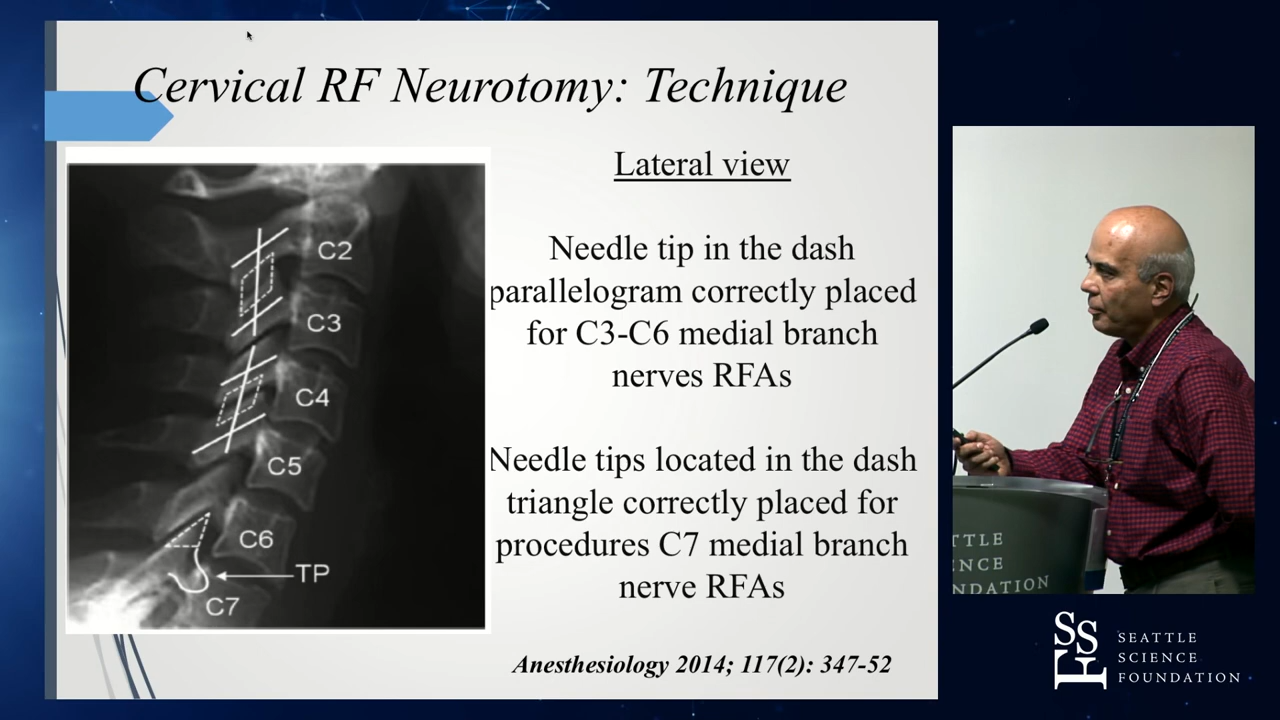 Cervical RF Neurotomy: Technique
Lateral view
Needle tip in the dash
parallelogram correctly placed
for C3-C6 medial branch
nerves RFAs
Needle tips located in the dash
triangle correctly placed for
procedures C7 medial branch
nerve RFAs
Anesthesiology 2014; 117(2): 347-52
C2
C3
C4
C5
C6
TP
C7
TTLE
ENCE
NDATION
SSF
SEATTLE
SCIENCE
FOUNDATION